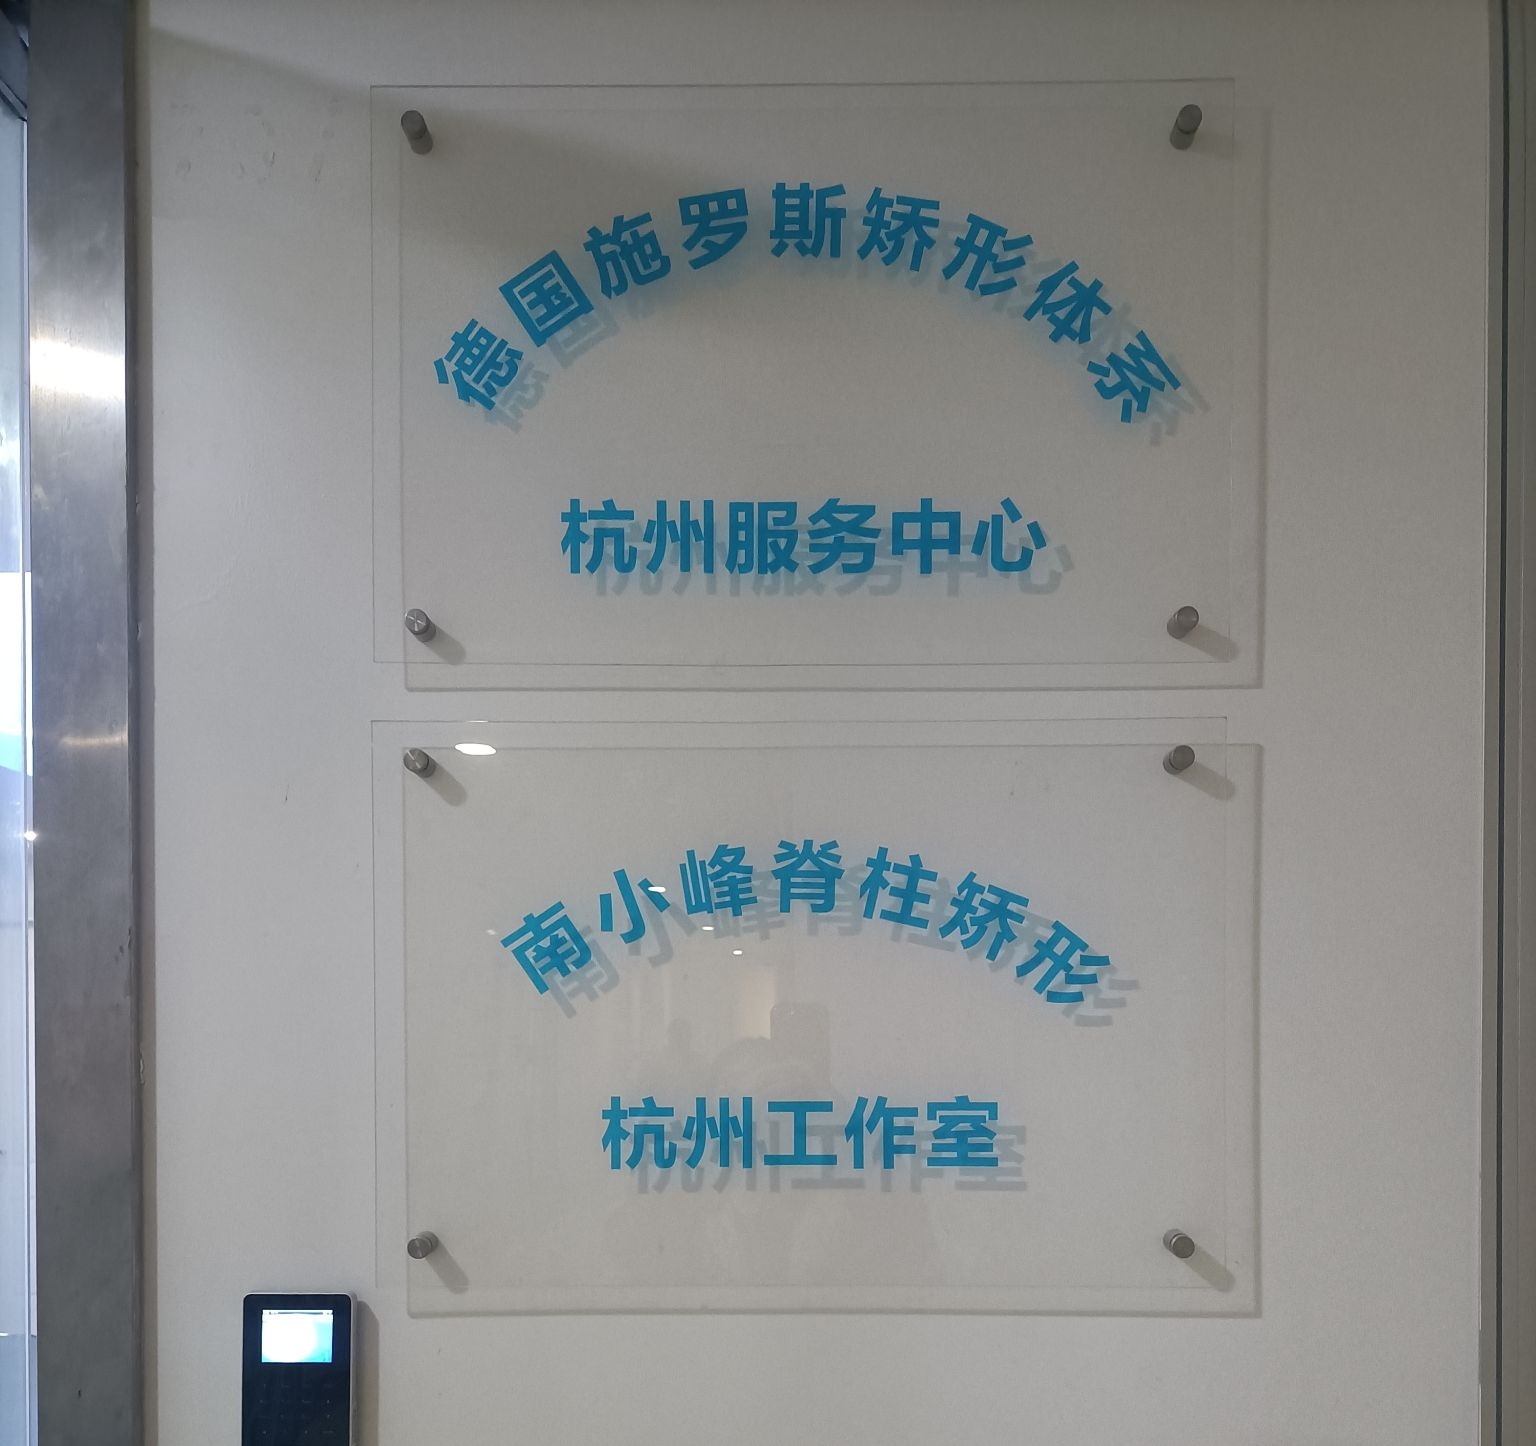 德国施罗斯矫形体系
杭州服务中心
南小峰脊柱矫形
杭州工作室